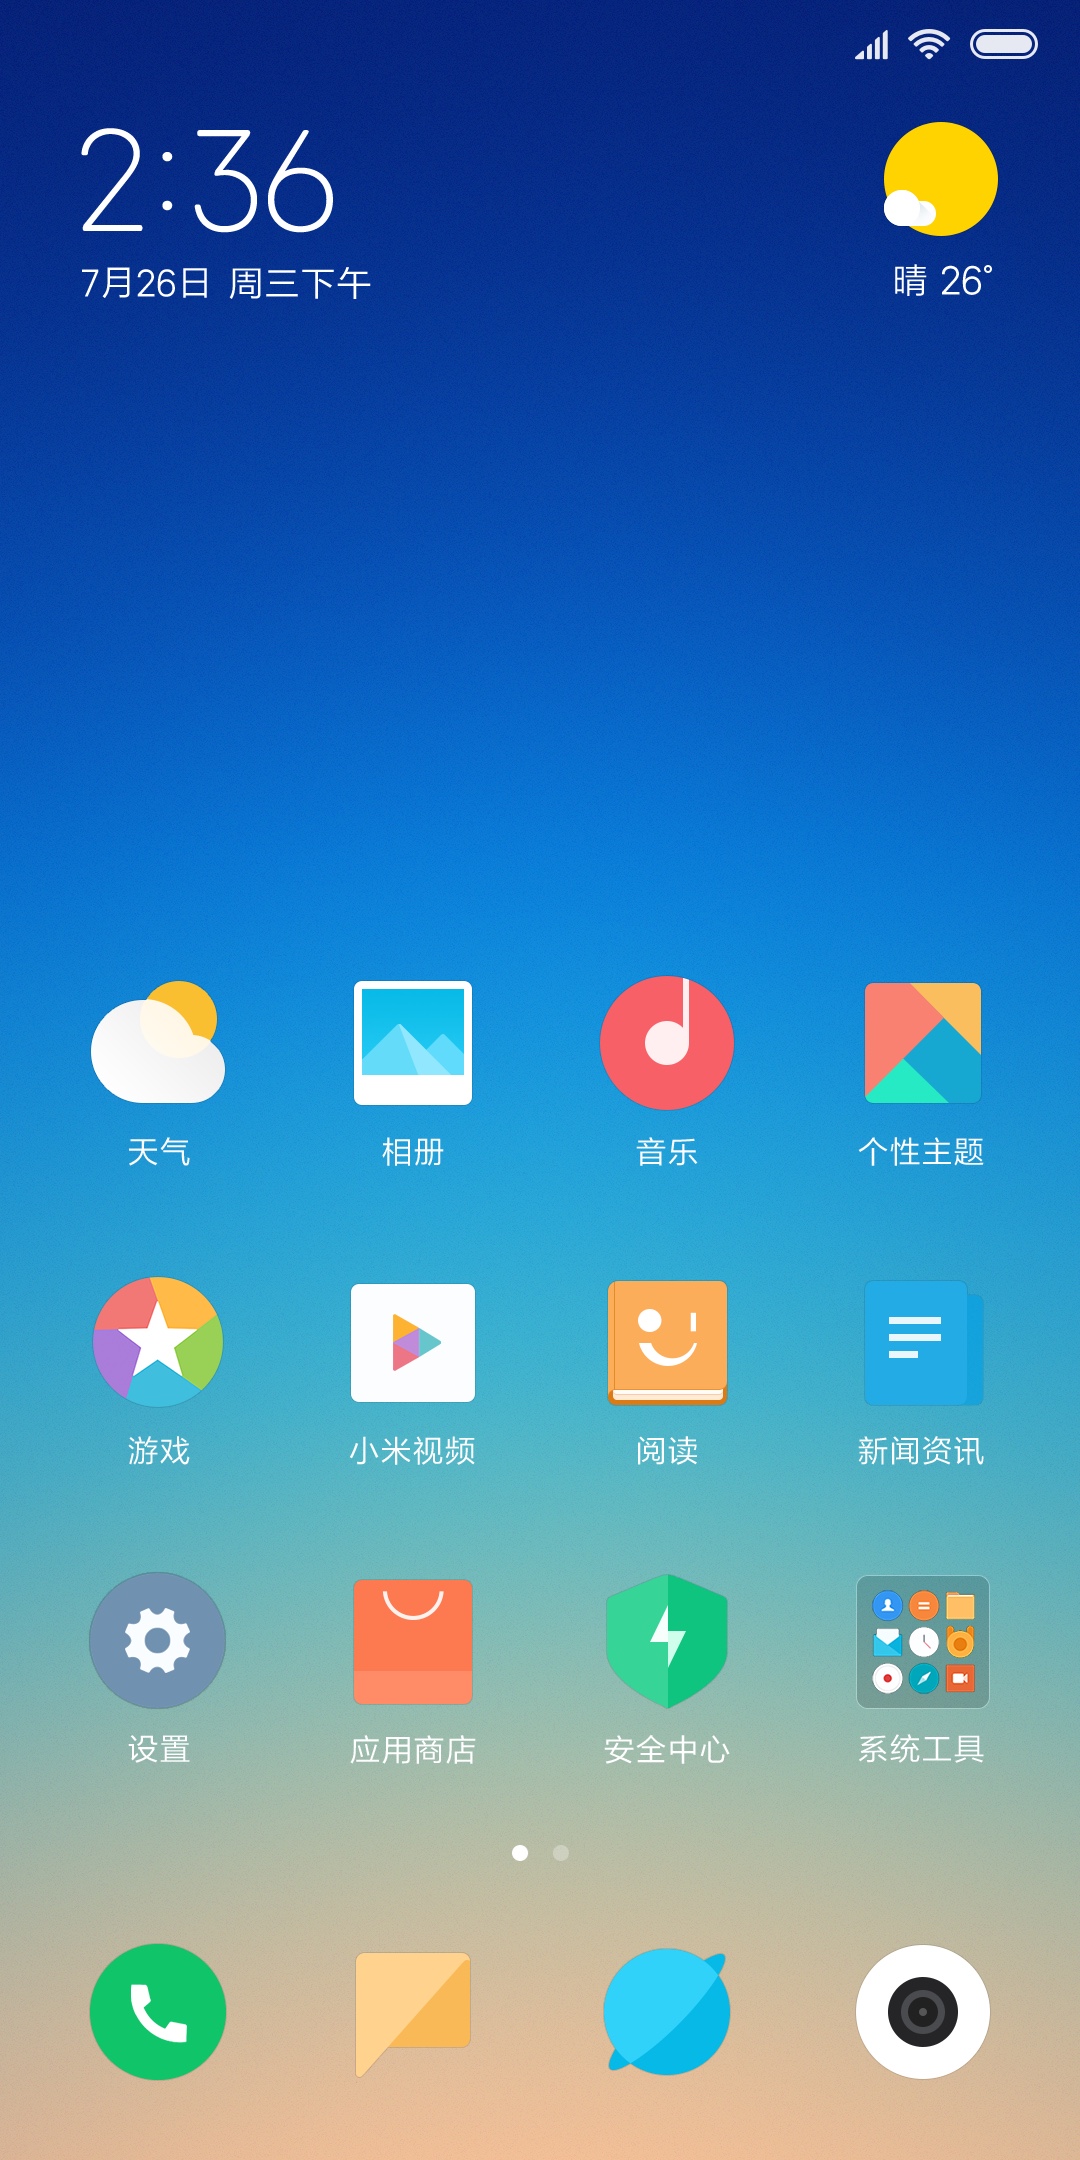 2:36
7月26日 周三下午
晴 26°
天气 相册 音乐 个性主题
游戏 小米视频 阅读 新闻资讯
设置 应用商店 安全中心 系统工具